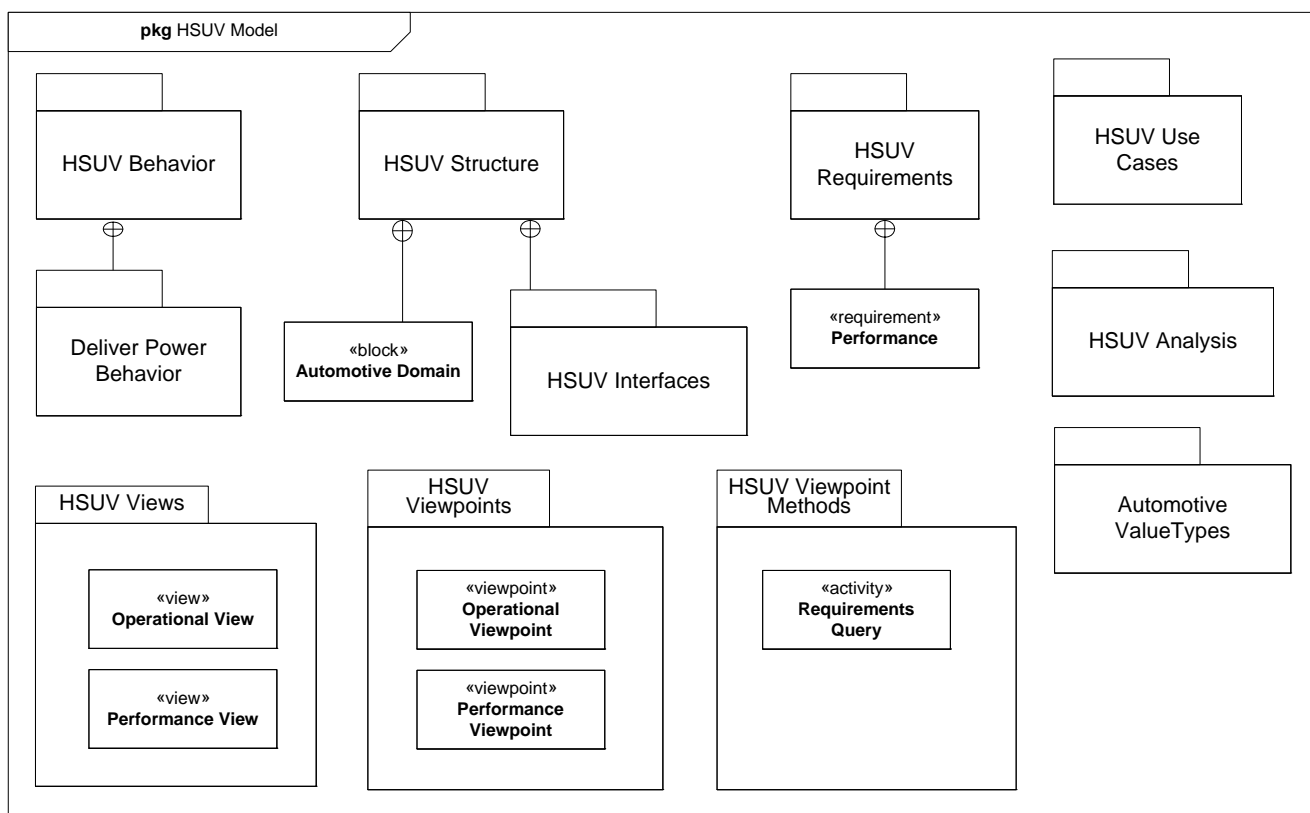 pkg HSUV Model
HSUV Behavior
HSUV Structure
HSUV
Requirements
HSUV Use
Cases
Deliver Power
Behavior
«block»
Automotive Domain
HSUV Interfaces
«requirement»
Performance
HSUV Analysis
Automotive
ValueTypes
HSUV Views
«view»
Operational View
«view»
Performance View
HSUV
Viewpoints
«viewpoint»
Operational
Viewpoint
«viewpoint»
Performance
Viewpoint
HSUV Viewpoint
Methods
«activity»
Requirements
Query